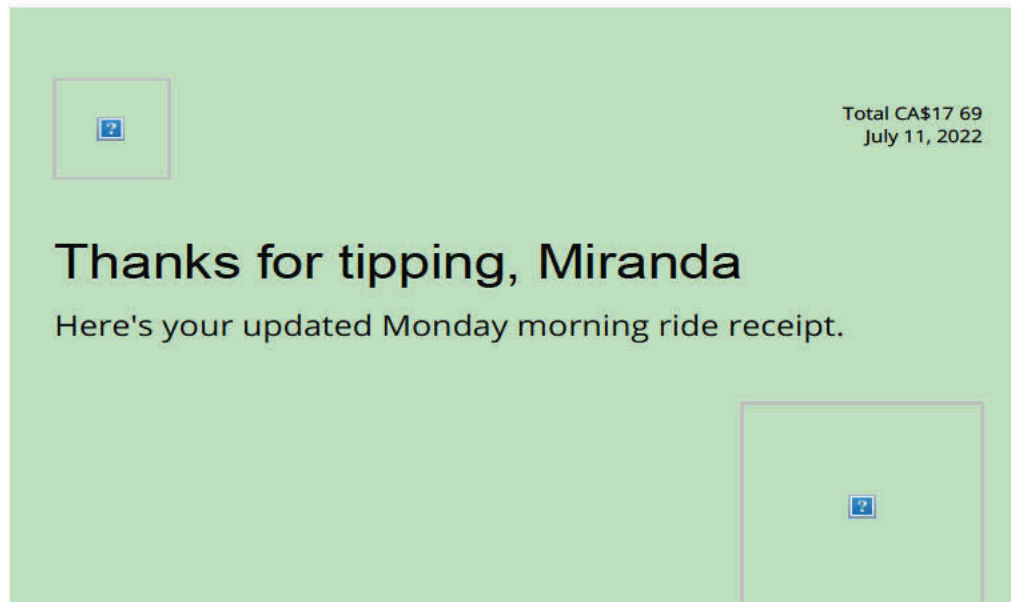 Total CA$17 69
July 11, 2022
Thanks for tipping, Miranda
Here's your updated Monday morning ride receipt.